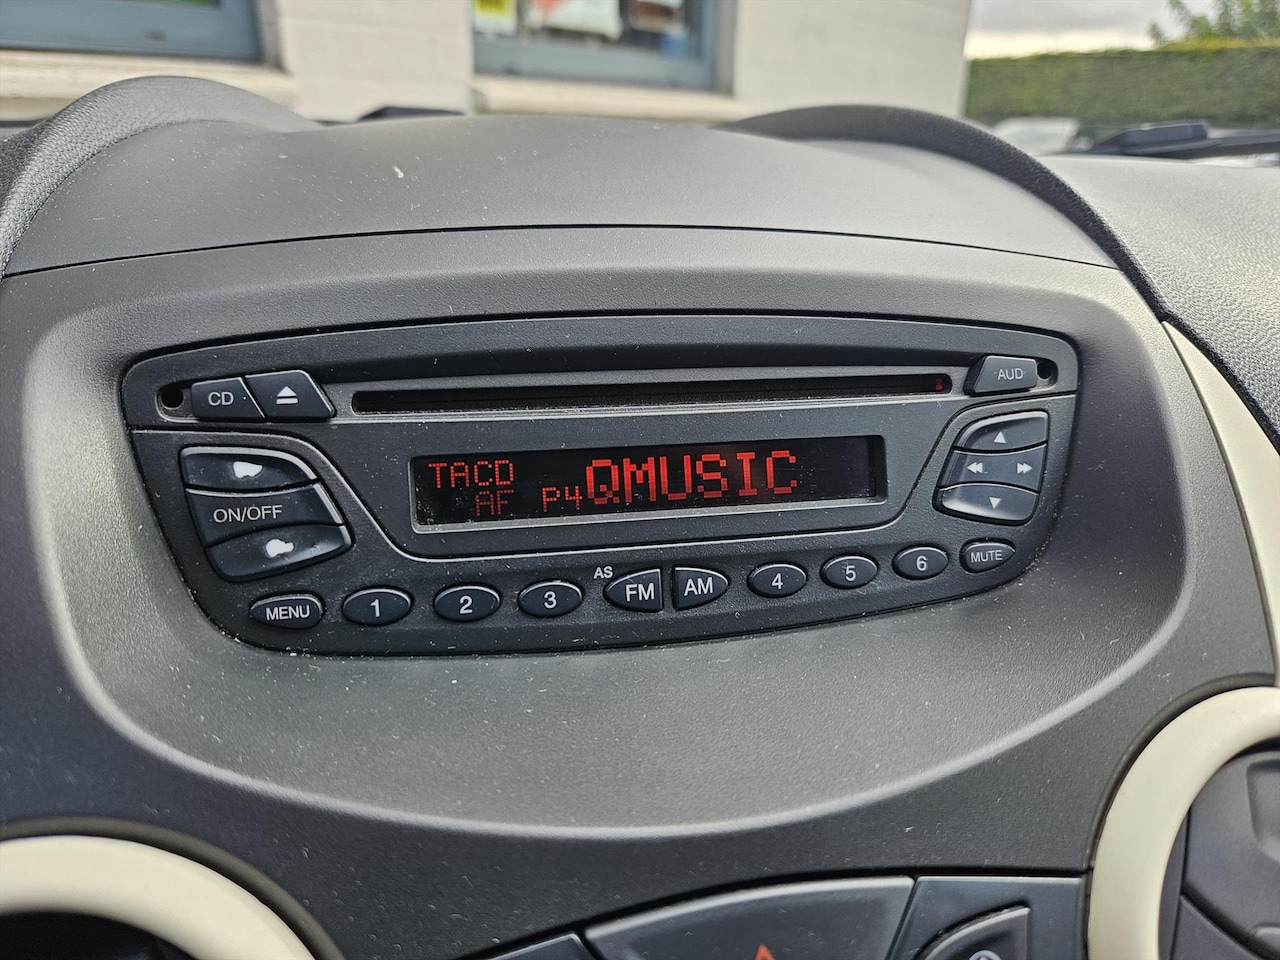 CD
AUD
TACD
AF P4 QMUSIC
ON/OFF
AS
MENU 1 2 3 FM AM 4 5 6 MUTE